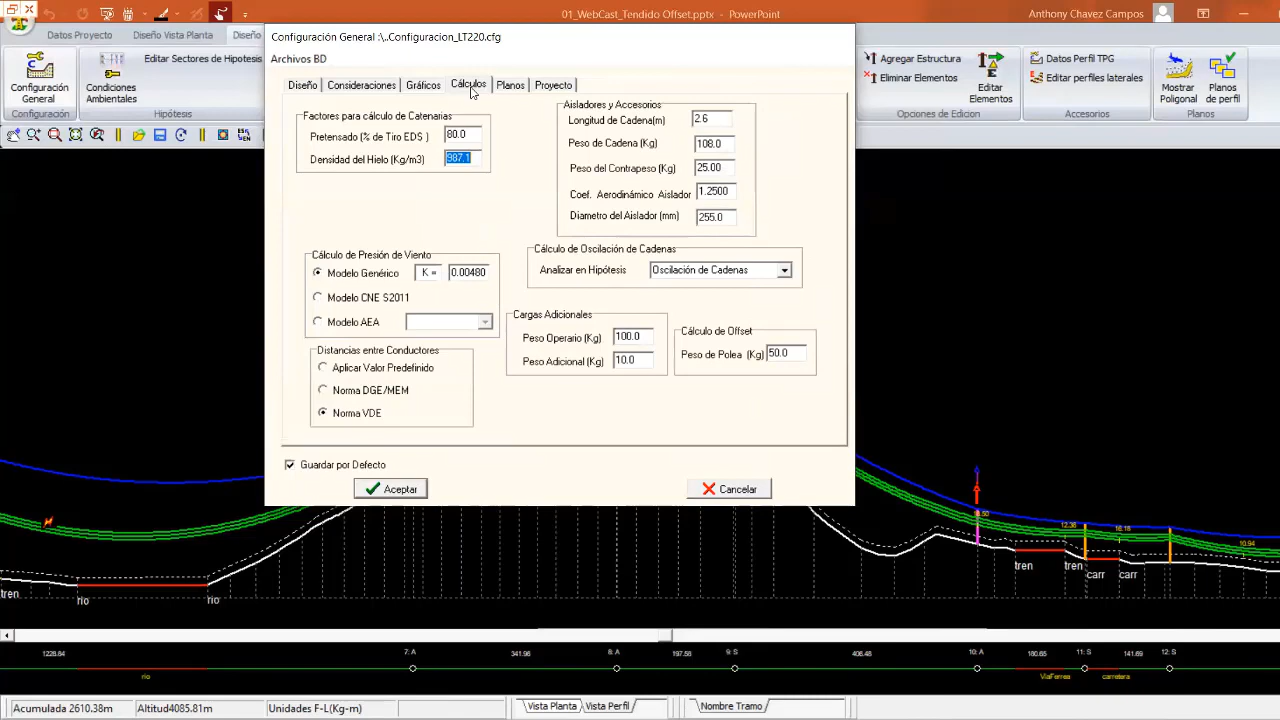 01_WebCast_Tendido Offset.pptx - PowerPoint
Anthony Chavez Campos
Datos Proyecto
Diseño Vista Planta
Diseño
Configuración General :\..Configuracion_LT220.cfg
Archivos BD
Configuración
General
Condiciones
Ambientales
Editar Sectores de Hipótesis
Configuración
Hipótesis
Agregar Estructura
Eliminar Elementos
Editar
Elementos
Opciones de Edicion
Datos Perfil TPG
Editar perfiles laterales
Accesorios
Mostrar
Poligonal
Planos
de perfil
Planos
Diseño
Consideraciones
Gráficos
Cálculos
Planos
Proyecto
Factores para cálculo de Catenarias
Pretensado (% de Tiro EDS )
80.0
Densidad del Hielo (Kg/m3)
987.1
Aisladores y Accesorios
Longitud de Cadena(m)
2.6
Peso de Cadena (Kg)
108.0
Peso del Contrapeso (Kg)
25.00
Coef. Aerodinámico Aislador
1.2500
Diametro del Aislador (mm)
255.0
Cálculo de Presión de Viento
Modelo Genérico
K =
0.00480
Modelo CNE S2011
Modelo AEA
Cálculo de Oscilación de Cadenas
Analizar en Hipótesis
Oscilación de Cadenas
Cargas Adicionales
Peso Operario (Kg)
100.0
Peso Adicional (Kg)
10.0
Cálculo de Offset
Peso de Polea (Kg)
50.0
Distancias entre Conductores
Aplicar Valor Predefinido
Norma DGE/MEM
Norma VDE
Guardar por Defecto
Aceptar
Cancelar
12.36
16.16
10.94
tren
rio
rio
tren
tren
carr
carr
1228.84
7: A
341.96
8: A
197.58
9: S
406.48
10: A
180.65
11: S
141.69
12: S
rio
ViaFerrea
carretera
Acumulada 2610.38m
Altitud4085.81m
Unidades F-L(Kg-m)
Vista Planta
Vista Perfil
Nombre Tramo